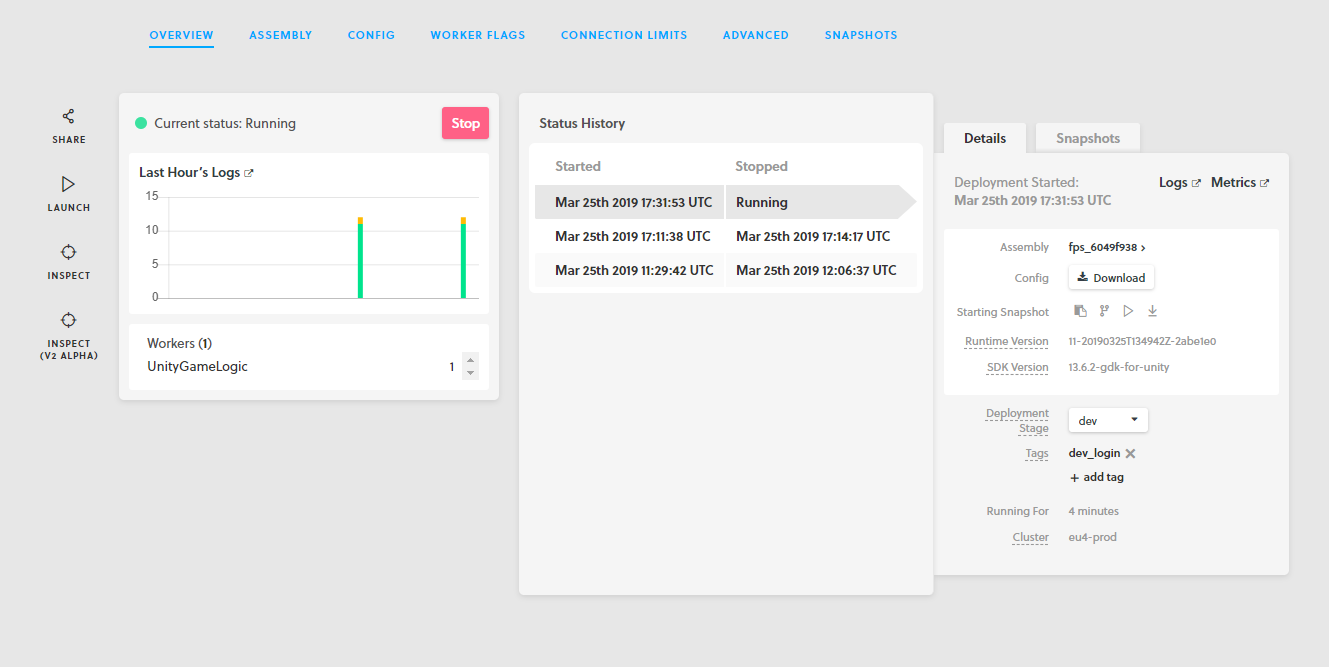 OVERVIEW ASSEMBLY CONFIG WORKER FLAGS CONNECTION LIMITS ADVANCED SNAPSHOTS
SHARE
LAUNCH
INSPECT
INSPECT
(V2 ALPHA)
Current status: Running Stop
Last Hour's Logs
15
10
5
0
Workers (1)
UnityGameLogic 1
Status History
Started Stopped
Mar 25th 2019 17:31:53 UTC Running
Mar 25th 2019 17:11:38 UTC Mar 25th 2019 17:14:17 UTC
Mar 25th 2019 11:29:42 UTC Mar 25th 2019 12:06:37 UTC
Details Snapshots
Deployment Started: Logs Metrics
Mar 25th 2019 17:31:53 UTC
Assembly fps_6049f938 >
Config Download
Starting Snapshot
Runtime Version 11-20190325T134942Z-2abe1e0
SDK Version 13.6.2-gdk-for-unity
Deployment
Stage dev
Tags dev_login
+ add tag
Running For 4 minutes
Cluster eu4-prod